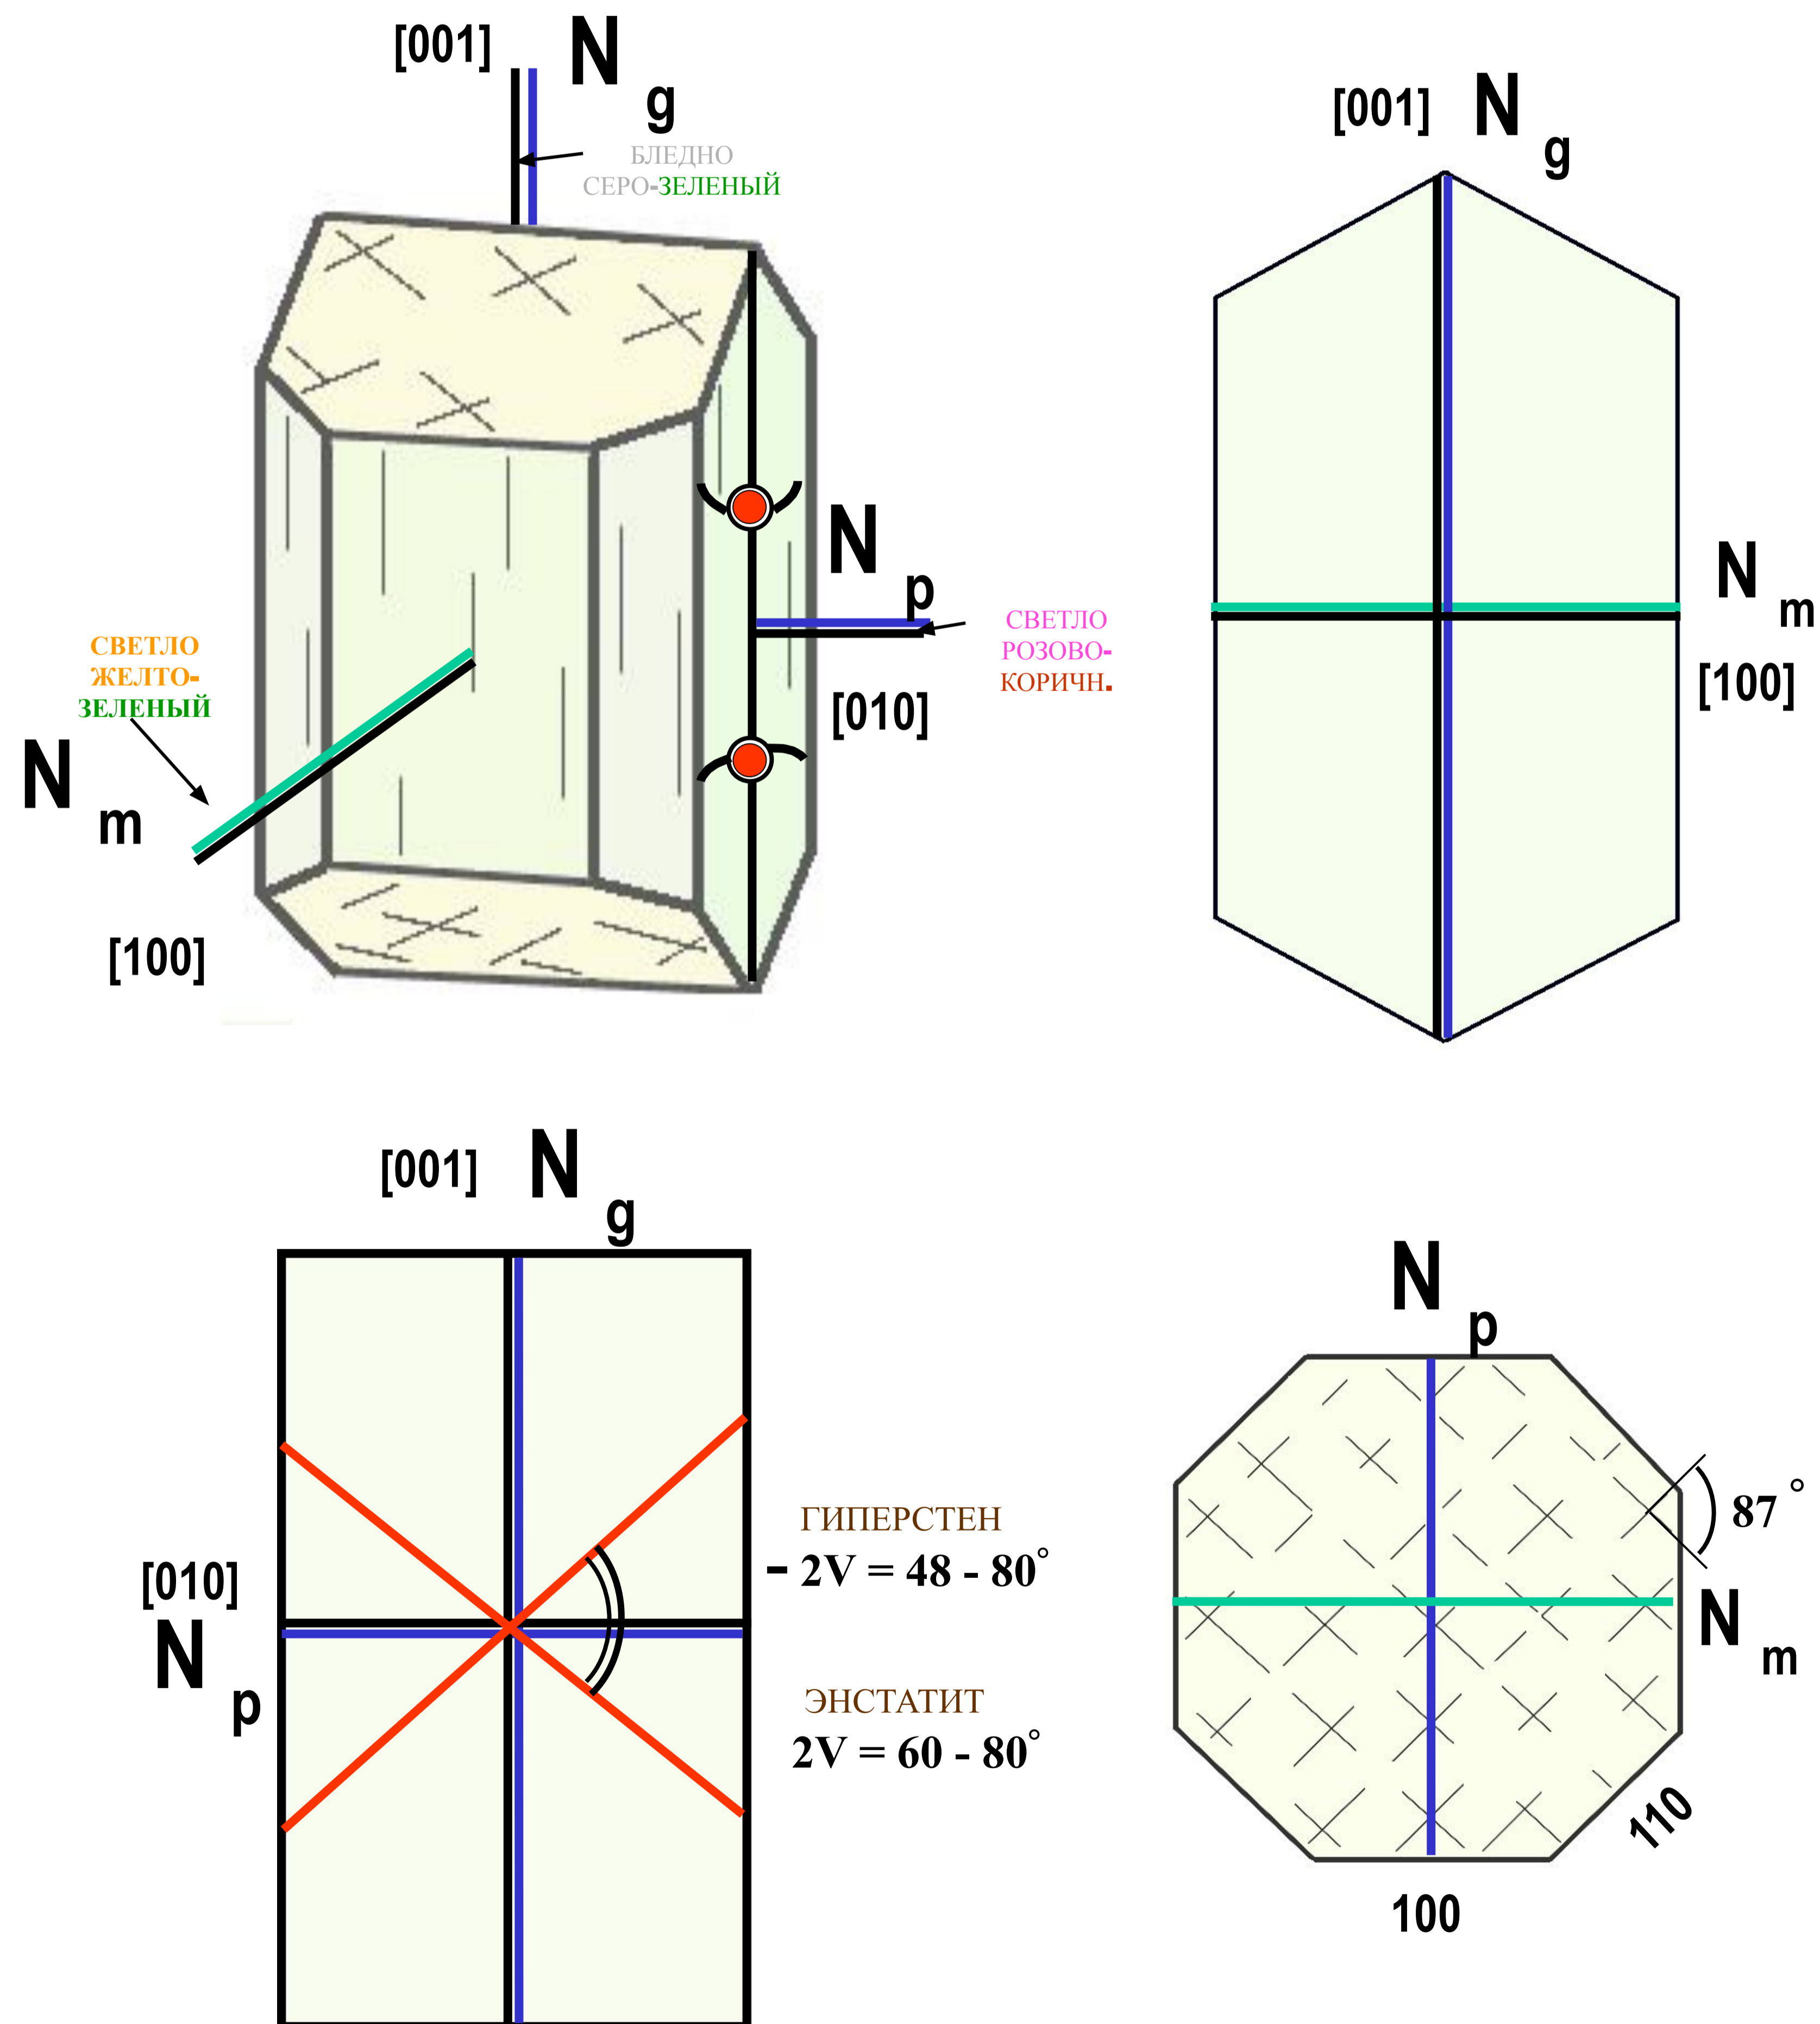 [001] N g
БЛЕДНО
СЕРО-ЗЕЛЕНЫЙ
N p
СВЕТЛО
РОЗОВО-
КОРИЧН.
[010]
СВЕТЛО
ЖЕЛТО-
ЗЕЛЕНЫЙ
N m
[100]
[001] N g
N m
[100]
[001] N g
[010]
N p
ГИПЕРСТЕН
- 2V = 48 - 80°
ЭНСТАТИТ
2V = 60 - 80°
N p
87 °
N m
110
100